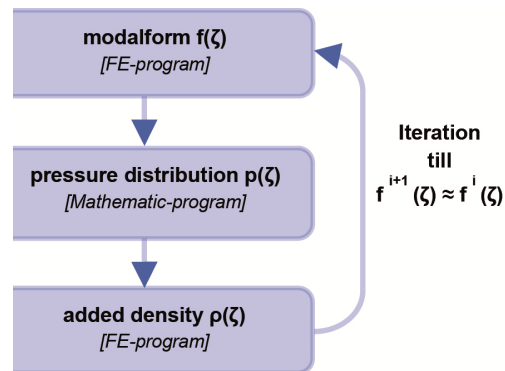 modalform f(ζ)
[FE-program]
pressure distribution p(ζ)
[Mathematic-program]
added density ρ(ζ)
[FE-program]
Iteration
till
f i+1 (ζ) ≈ f i (ζ)